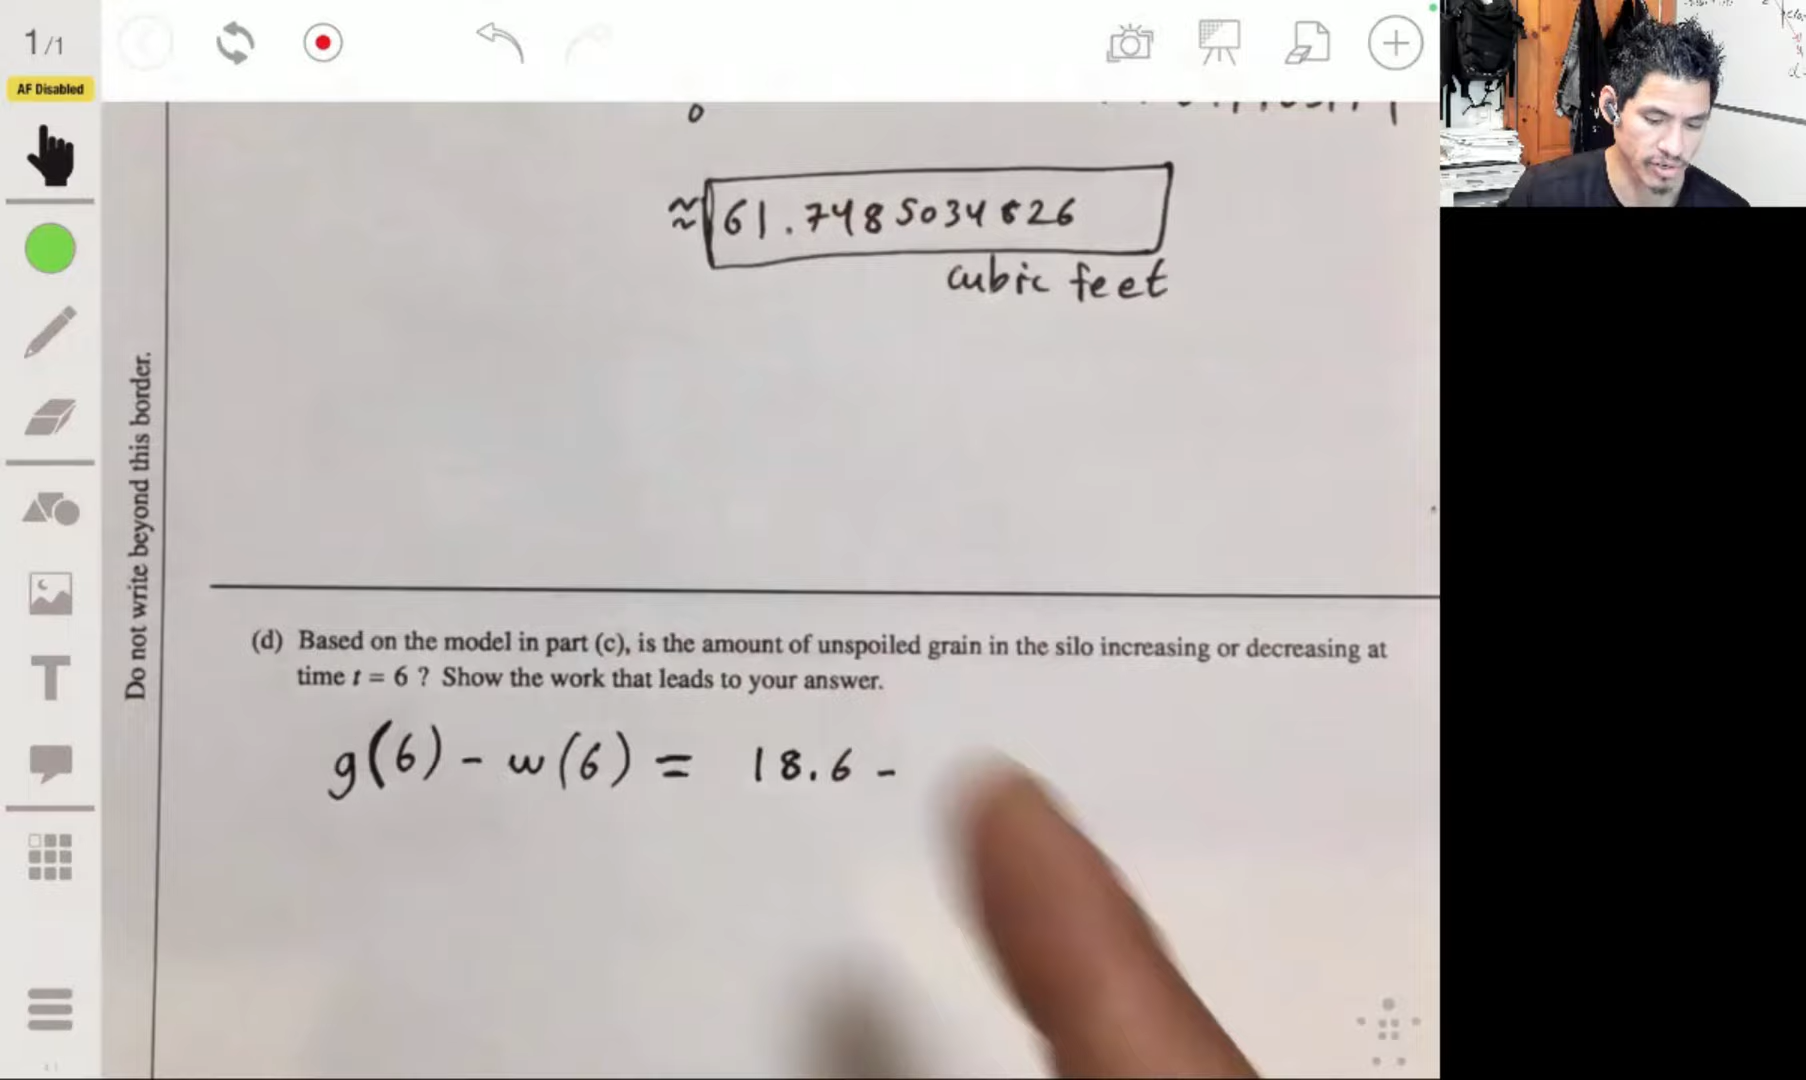 1/1
AF Disabled
0
≈ 61.7485034626
cubic feet
Do not write beyond this border.
(d) Based on the model in part (c), is the amount of unspoiled grain in the silo increasing or decreasing at
time t = 6 ? Show the work that leads to your answer.
g(6) - w(6) = 18.6 -
T